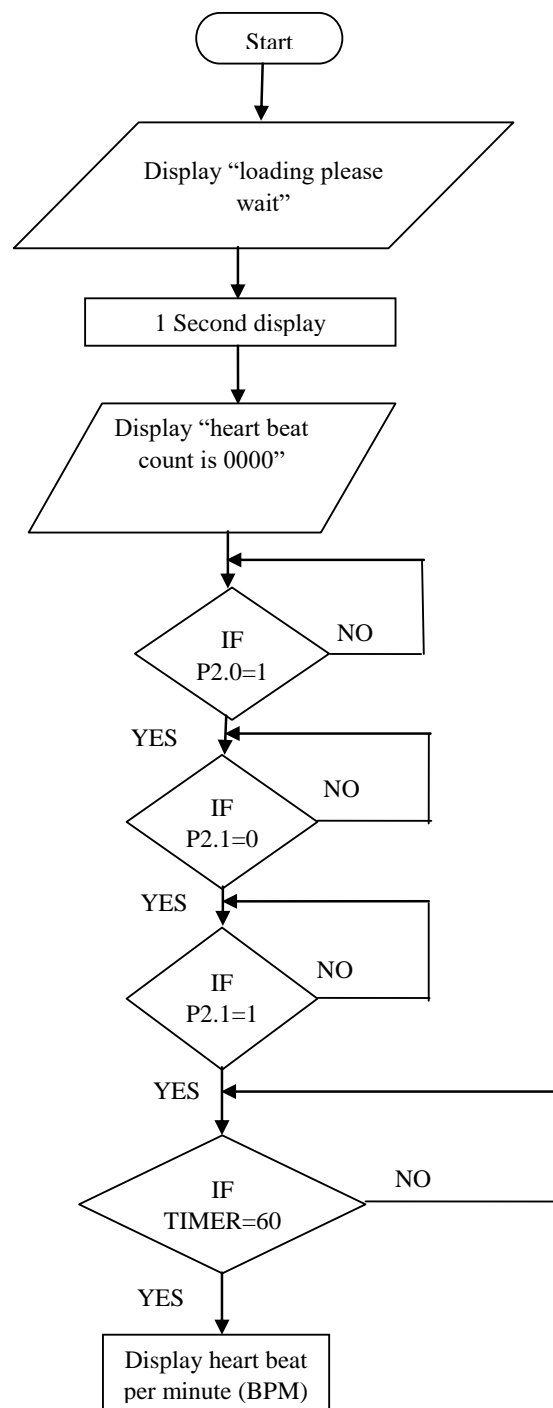 Start
Display “loading please
wait”
1 Second display
Display “heart beat
count is 0000”
IF
P2.0=1
NO
YES
IF
P2.1=0
NO
YES
IF
P2.1=1
NO
YES
IF
TIMER=60
NO
YES
Display heart beat
per minute (BPM)